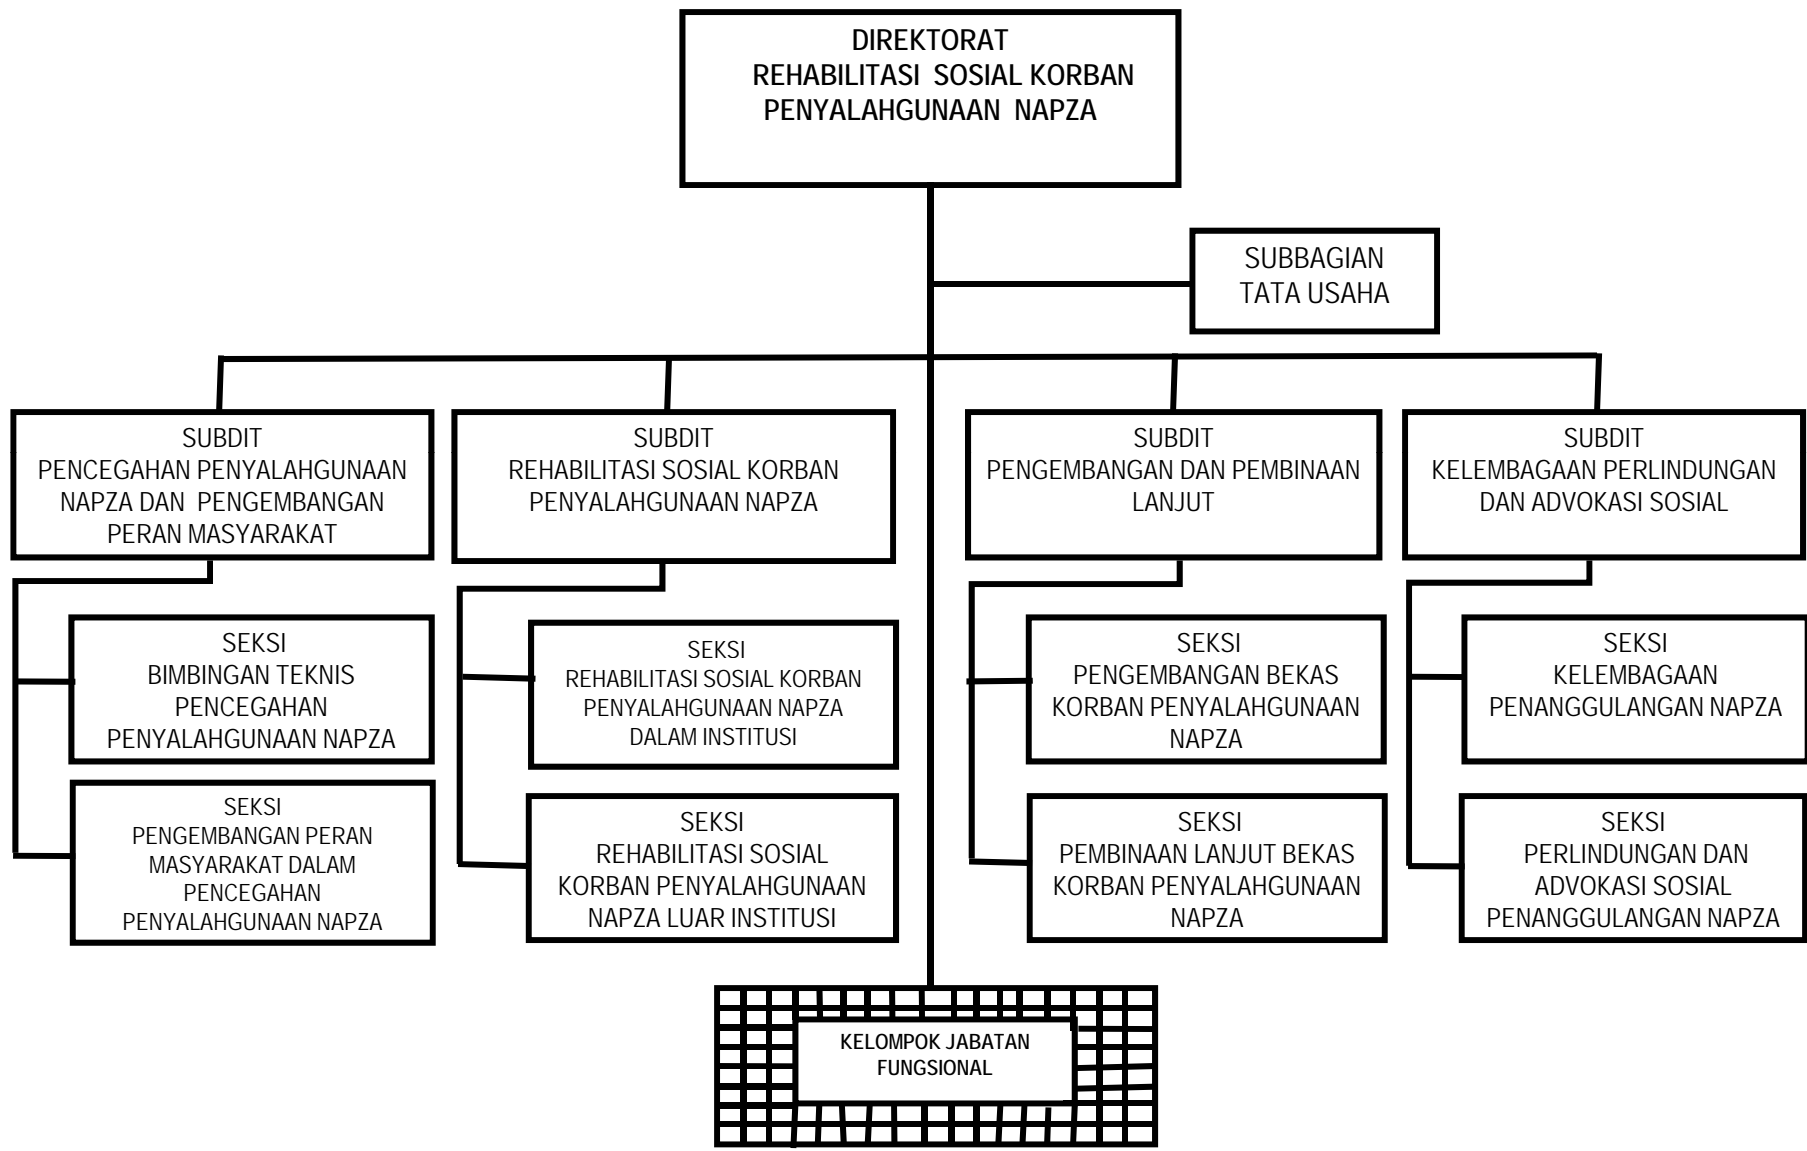 DIREKTORAT
REHABILITASI SOSIAL KORBAN
PENYALAHGUNAAN NAPZA
SUBBAGIAN
TATA USAHA
SUBDIT
PENCEGAHAN PENYALAHGUNAAN
NAPZA DAN PENGEMBANGAN
PERAN MASYARAKAT
SUBDIT
REHABILITASI SOSIAL KORBAN
PENYALAHGUNAAN NAPZA
SUBDIT
PENGEMBANGAN DAN PEMBINAAN
LANJUT
SUBDIT
KELEMBAGAAN PERLINDUNGAN
DAN ADVOKASI SOSIAL
SEKSI
BIMBINGAN TEKNIS
PENCEGAHAN
PENYALAHGUNAAN NAPZA
SEKSI
REHABILITASI SOSIAL KORBAN
PENYALAHGUNAAN NAPZA
DALAM INSTITUSI
SEKSI
PENGEMBANGAN BEKAS
KORBAN PENYALAHGUNAAN
NAPZA
SEKSI
KELEMBAGAAN
PENANGGULANGAN NAPZA
SEKSI
PENGEMBANGAN PERAN
MASYARAKAT DALAM
PENCEGAHAN
PENYALAHGUNAAN NAPZA
SEKSI
REHABILITASI SOSIAL
KORBAN PENYALAHGUNAAN
NAPZA LUAR INSTITUSI
SEKSI
PEMBINAAN LANJUT BEKAS
KORBAN PENYALAHGUNAAN
NAPZA
SEKSI
PERLINDUNGAN DAN
ADVOKASI SOSIAL
PENANGGULANGAN NAPZA
KELOMPOK JABATAN
FUNGSIONAL